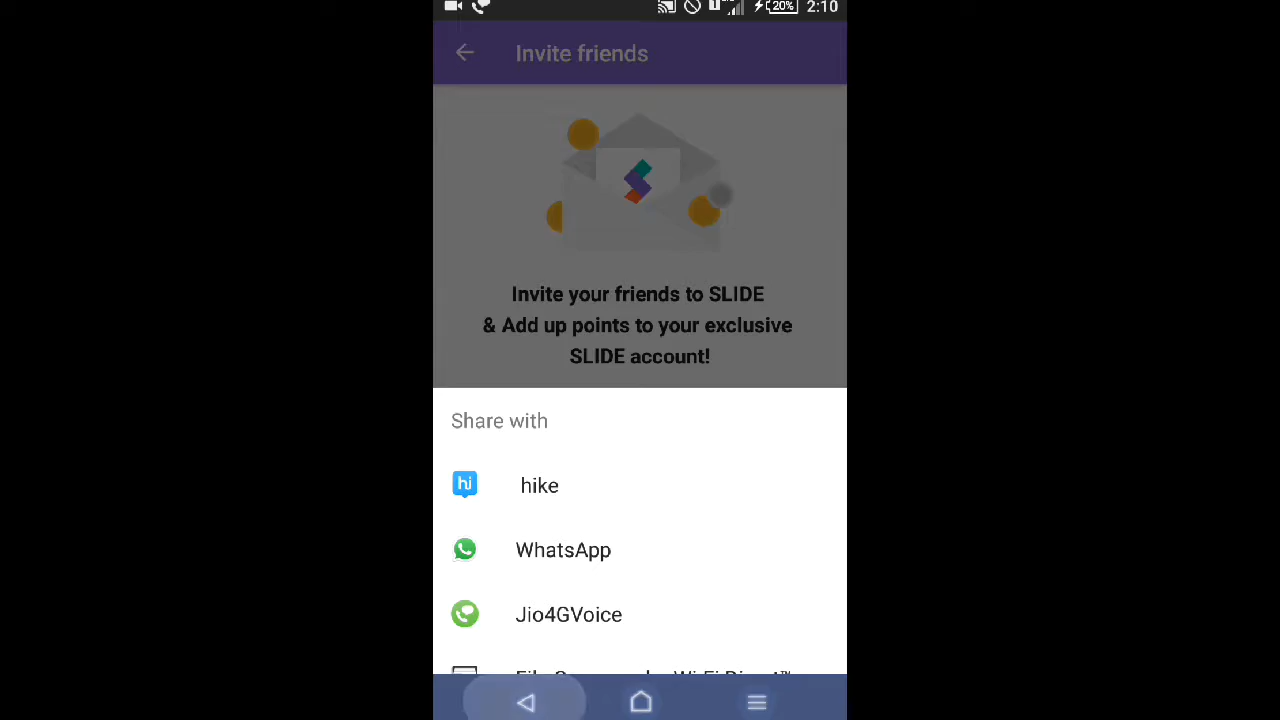 20% 2:10
Invite friends
Invite your friends to SLIDE
& Add up points to your exclusive
SLIDE account!
Share with
hi hike
WhatsApp
Jio4GVoice